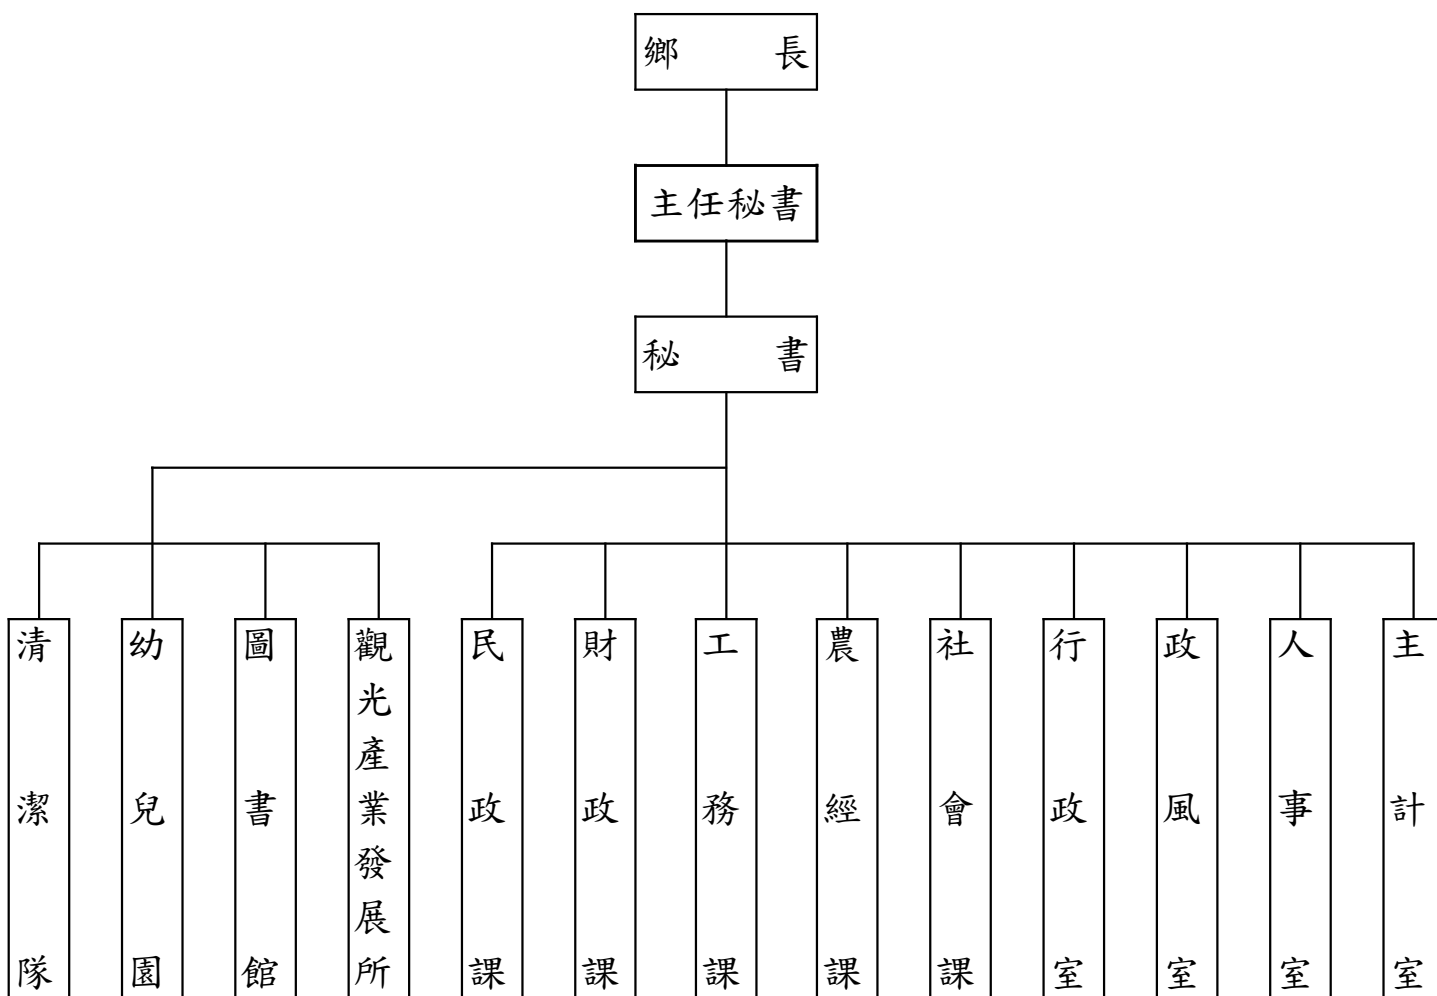 鄉長
主任秘書
秘書
清潔隊
幼兒園
圖書館
觀光產業發展所
民政課
財政課
工務課
農經課
社會課
行政室
政風室
人事室
主計室